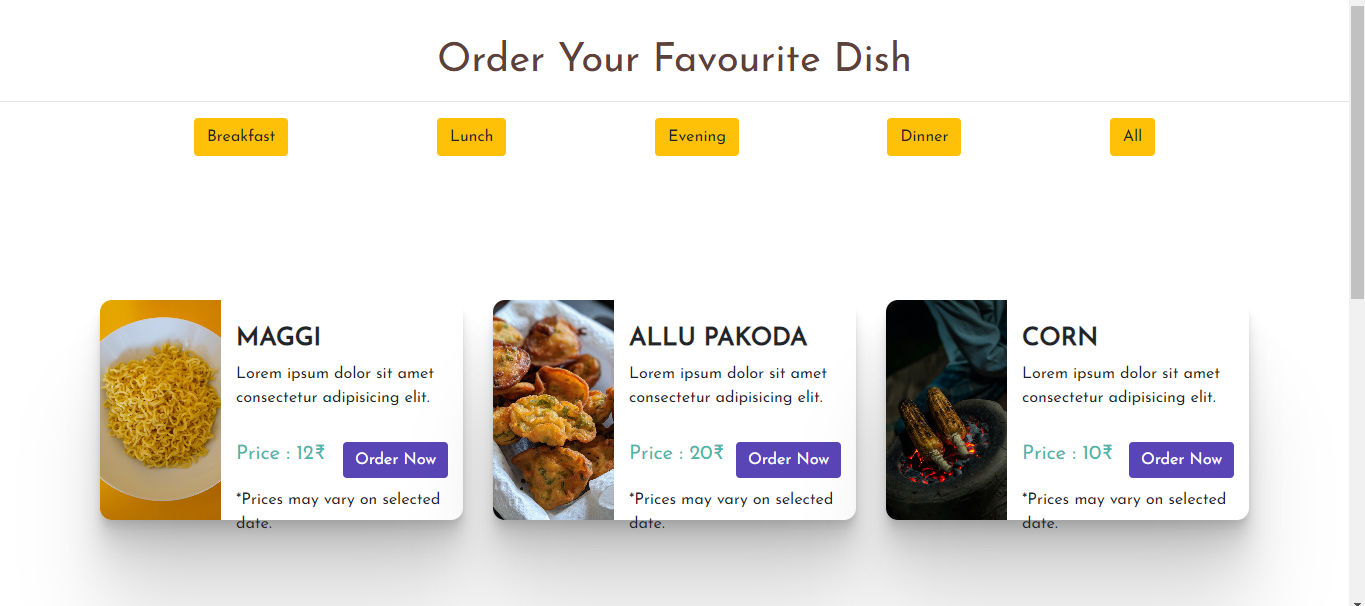 Order Your Favourite Dish
Breakfast
Lunch
Evening
Dinner
All
MAGGI
Lorem ipsum dolor sit amet
consectetur adipisicing elit.
Price : 12₹
Order Now
*Prices may vary on selected
date.
ALLU PAKODA
Lorem ipsum dolor sit amet
consectetur adipisicing elit.
Price : 20₹
Order Now
*Prices may vary on selected
date.
CORN
Lorem ipsum dolor sit amet
consectetur adipisicing elit.
Price : 10₹
Order Now
*Prices may vary on selected
date.